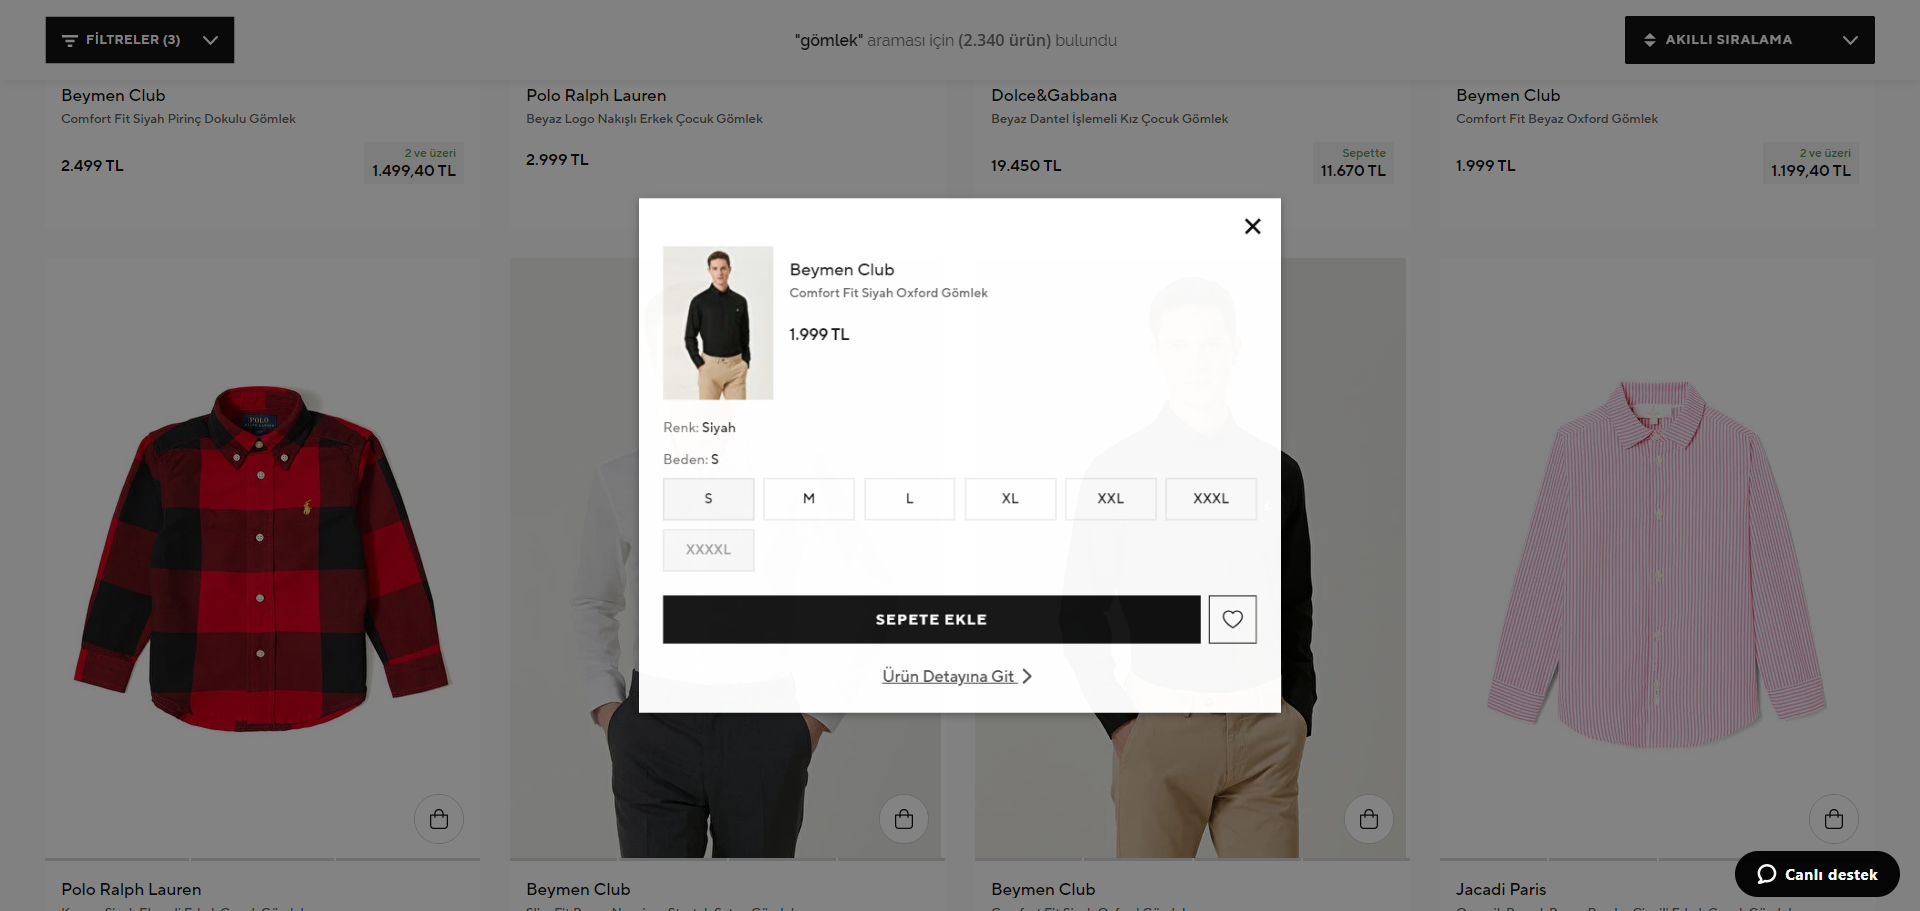 FİLTRELER (3)
"gömlek" araması için (2.340 ürün) bulundu
AKILLI SIRALAMA
Beymen Club
Comfort Fit Siyah Pirinç Dokulu Gömlek
2.499 TL
2 ve üzeri
1.499,40 TL
Polo Ralph Lauren
Beyaz Logo Nakışlı Erkek Çocuk Gömlek
2.999 TL
Dolce&Gabbana
Beyaz Dantel İşlemeli Kız Çocuk Gömlek
19.450 TL
Sepette
11.670 TL
Beymen Club
Comfort Fit Beyaz Oxford Gömlek
1.999 TL
2 ve üzeri
1.199,40 TL
Beymen Club
Comfort Fit Siyah Oxford Gömlek
1.999 TL
Renk: Siyah
Beden: S
S
M
L
XL
XXL
XXXL
XXXXL
SEPETE EKLE
Ürün Detayına Git
POLO
Polo Ralph Lauren
Beymen Club
Beymen Club
Jacadi Paris
Canlı destek